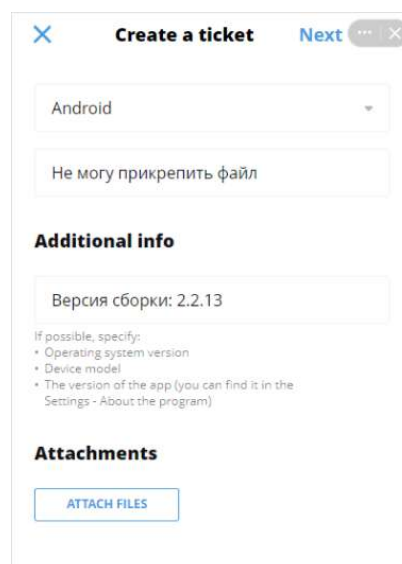 Create a ticket Next
Android
Не могу прикрепить файл
Additional info
Версия сборки: 2.2.13
If possible, specify:
• Operating system version
• Device model
• The version of the app (you can find it in the
Settings - About the program)
Attachments
ATTACH FILES